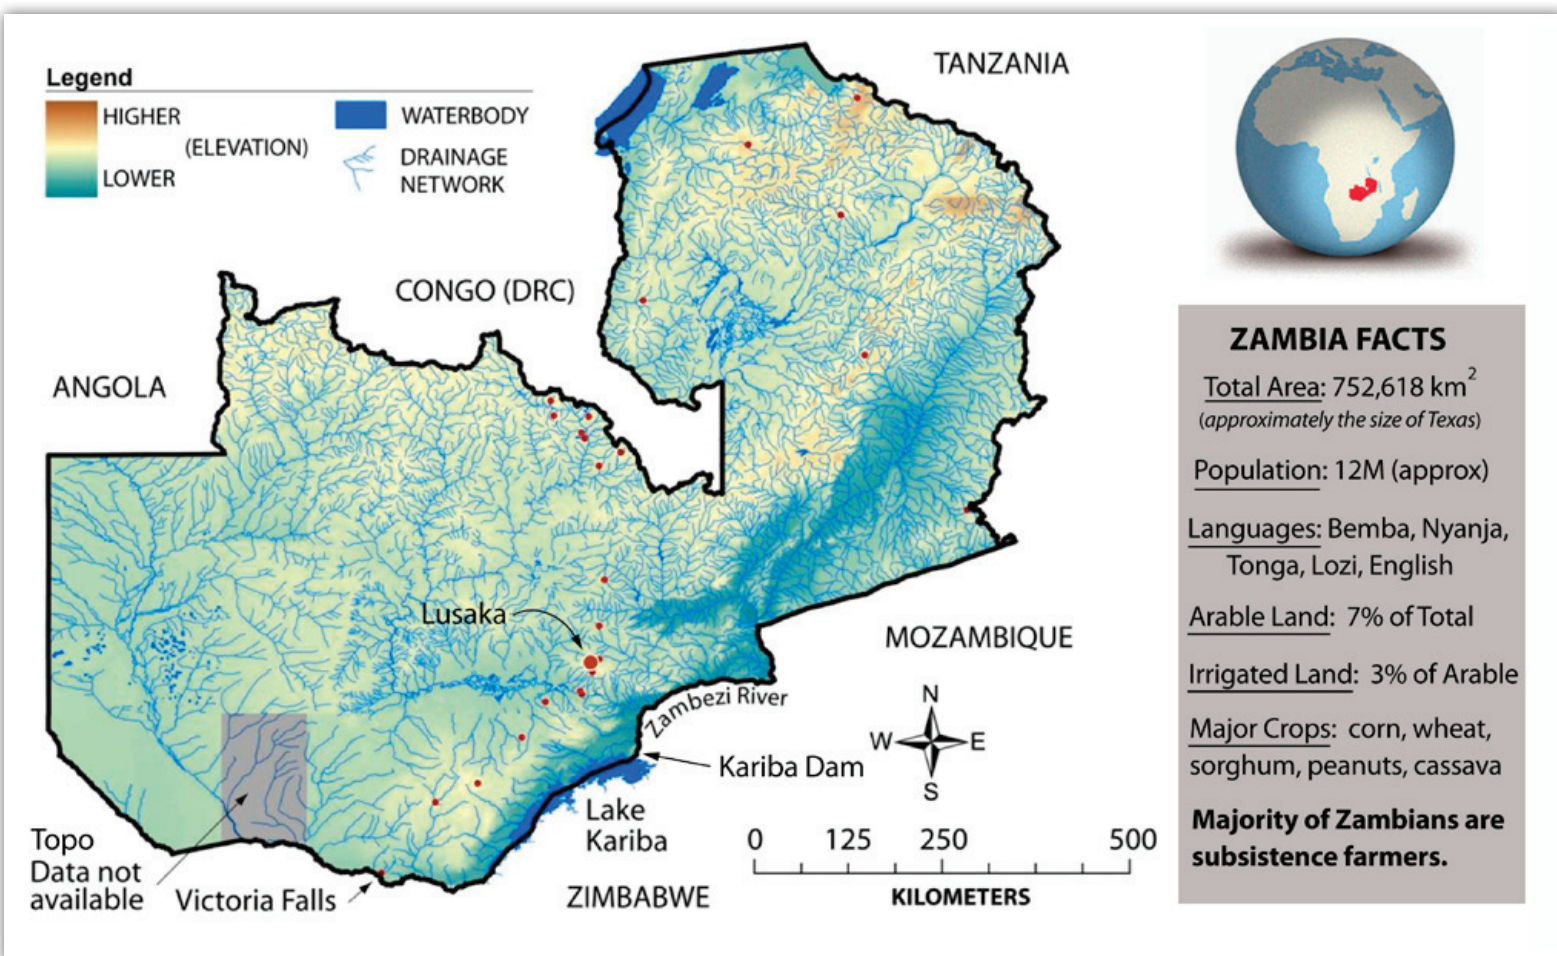 Legend
HIGHER
(ELEVATION)
LOWER
WATERBODY
DRAINAGE
NETWORK
TANZANIA
CONGO (DRC)
ANGOLA
Lusaka
MOZAMBIQUE
Zambezi River
Kariba Dam
Lake
Kariba
ZIMBABWE
Topo
Data not
available
Victoria Falls
N
W
E
S
0 125 250 500
KILOMETERS
ZAMBIA FACTS
Total Area: 752,618 km²
(approximately the size of Texas)
Population: 12M (approx)
Languages: Bemba, Nyanja,
Tonga, Lozi, English
Arable Land: 7% of Total
Irrigated Land: 3% of Arable
Major Crops: corn, wheat,
sorghum, peanuts, cassava
Majority of Zambians are
subsistence farmers.